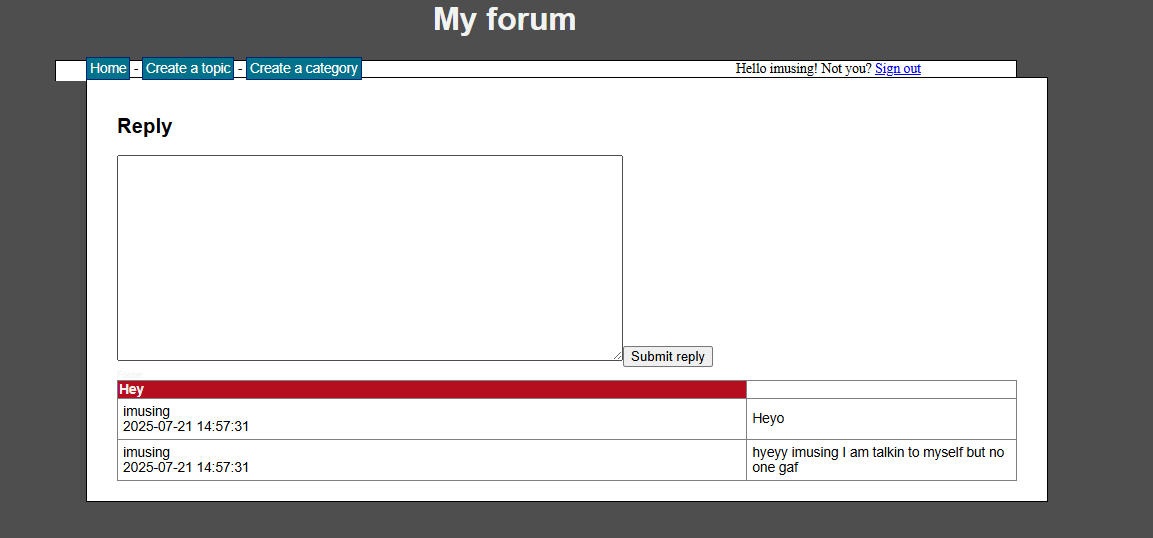 My forum
Home - Create a topic - Create a category
Hello imusing! Not you? Sign out
Reply
Submit reply
Hey
imusing
2025-07-21 14:57:31
Heyo
imusing
2025-07-21 14:57:31
hyeyy imusing I am talkin to myself but no
one gaf